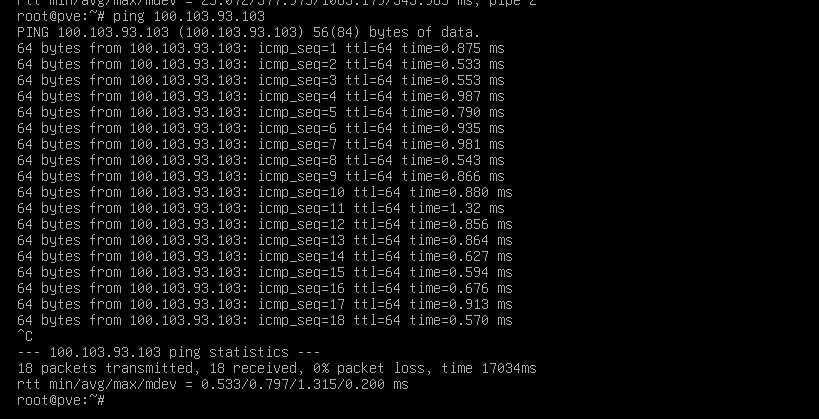 rtt min/avg/max/mdev = ms, pipe 2
root@pve:~# ping 100.103.93.103
PING 100.103.93.103 (100.103.93.103) 56(84) bytes of data.
64 bytes from 100.103.93.103: icmp_seq=1 ttl=64 time=0.875 ms
64 bytes from 100.103.93.103: icmp_seq=2 ttl=64 time=0.533 ms
64 bytes from 100.103.93.103: icmp_seq=3 ttl=64 time=0.553 ms
64 bytes from 100.103.93.103: icmp_seq=4 ttl=64 time=0.987 ms
64 bytes from 100.103.93.103: icmp_seq=5 ttl=64 time=0.790 ms
64 bytes from 100.103.93.103: icmp_seq=6 ttl=64 time=0.935 ms
64 bytes from 100.103.93.103: icmp_seq=7 ttl=64 time=0.981 ms
64 bytes from 100.103.93.103: icmp_seq=8 ttl=64 time=0.543 ms
64 bytes from 100.103.93.103: icmp_seq=9 ttl=64 time=0.866 ms
64 bytes from 100.103.93.103: icmp_seq=10 ttl=64 time=0.880 ms
64 bytes from 100.103.93.103: icmp_seq=11 ttl=64 time=1.32 ms
64 bytes from 100.103.93.103: icmp_seq=12 ttl=64 time=0.856 ms
64 bytes from 100.103.93.103: icmp_seq=13 ttl=64 time=0.864 ms
64 bytes from 100.103.93.103: icmp_seq=14 ttl=64 time=0.627 ms
64 bytes from 100.103.93.103: icmp_seq=15 ttl=64 time=0.594 ms
64 bytes from 100.103.93.103: icmp_seq=16 ttl=64 time=0.676 ms
64 bytes from 100.103.93.103: icmp_seq=17 ttl=64 time=0.913 ms
64 bytes from 100.103.93.103: icmp_seq=18 ttl=64 time=0.570 ms
^C
--- 100.103.93.103 ping statistics ---
18 packets transmitted, 18 received, 0% packet loss, time 17034ms
rtt min/avg/max/mdev = 0.533/0.797/1.315/0.200 ms
root@pve:~#